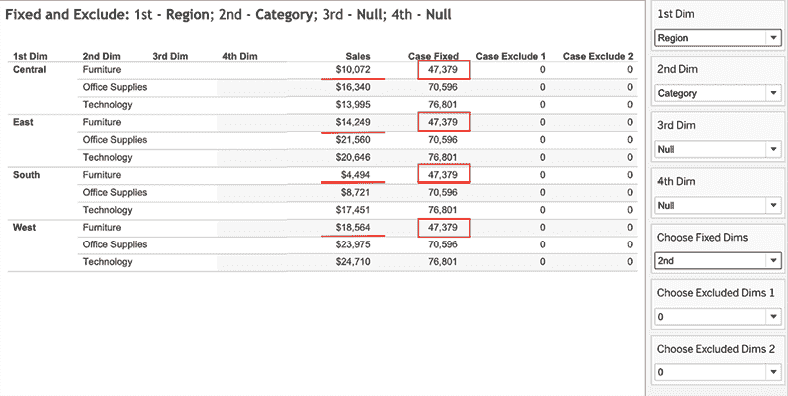 Fixed and Exclude: 1st - Region; 2nd - Category; 3rd - Null; 4th - Null
1st Dim 2nd Dim 3rd Dim 4th Dim Sales Case Fixed Case Exclude 1 Case Exclude 2
Central Furniture $10,072 47,379 0 0
Office Supplies $16,340 70,596 0 0
Technology $13,995 76,801 0 0
East Furniture $14,249 47,379 0 0
Office Supplies $21,560 70,596 0 0
Technology $20,646 76,801 0 0
South Furniture $4,494 47,379 0 0
Office Supplies $8,721 70,596 0 0
Technology $17,451 76,801 0 0
West Furniture $18,564 47,379 0 0
Office Supplies $23,975 70,596 0 0
Technology $24,710 76,801 0 0
1st Dim
Region
2nd Dim
Category
3rd Dim
Null
4th Dim
Null
Choose Fixed Dims
2nd
Choose Excluded Dims 1
0
Choose Excluded Dims 2
0